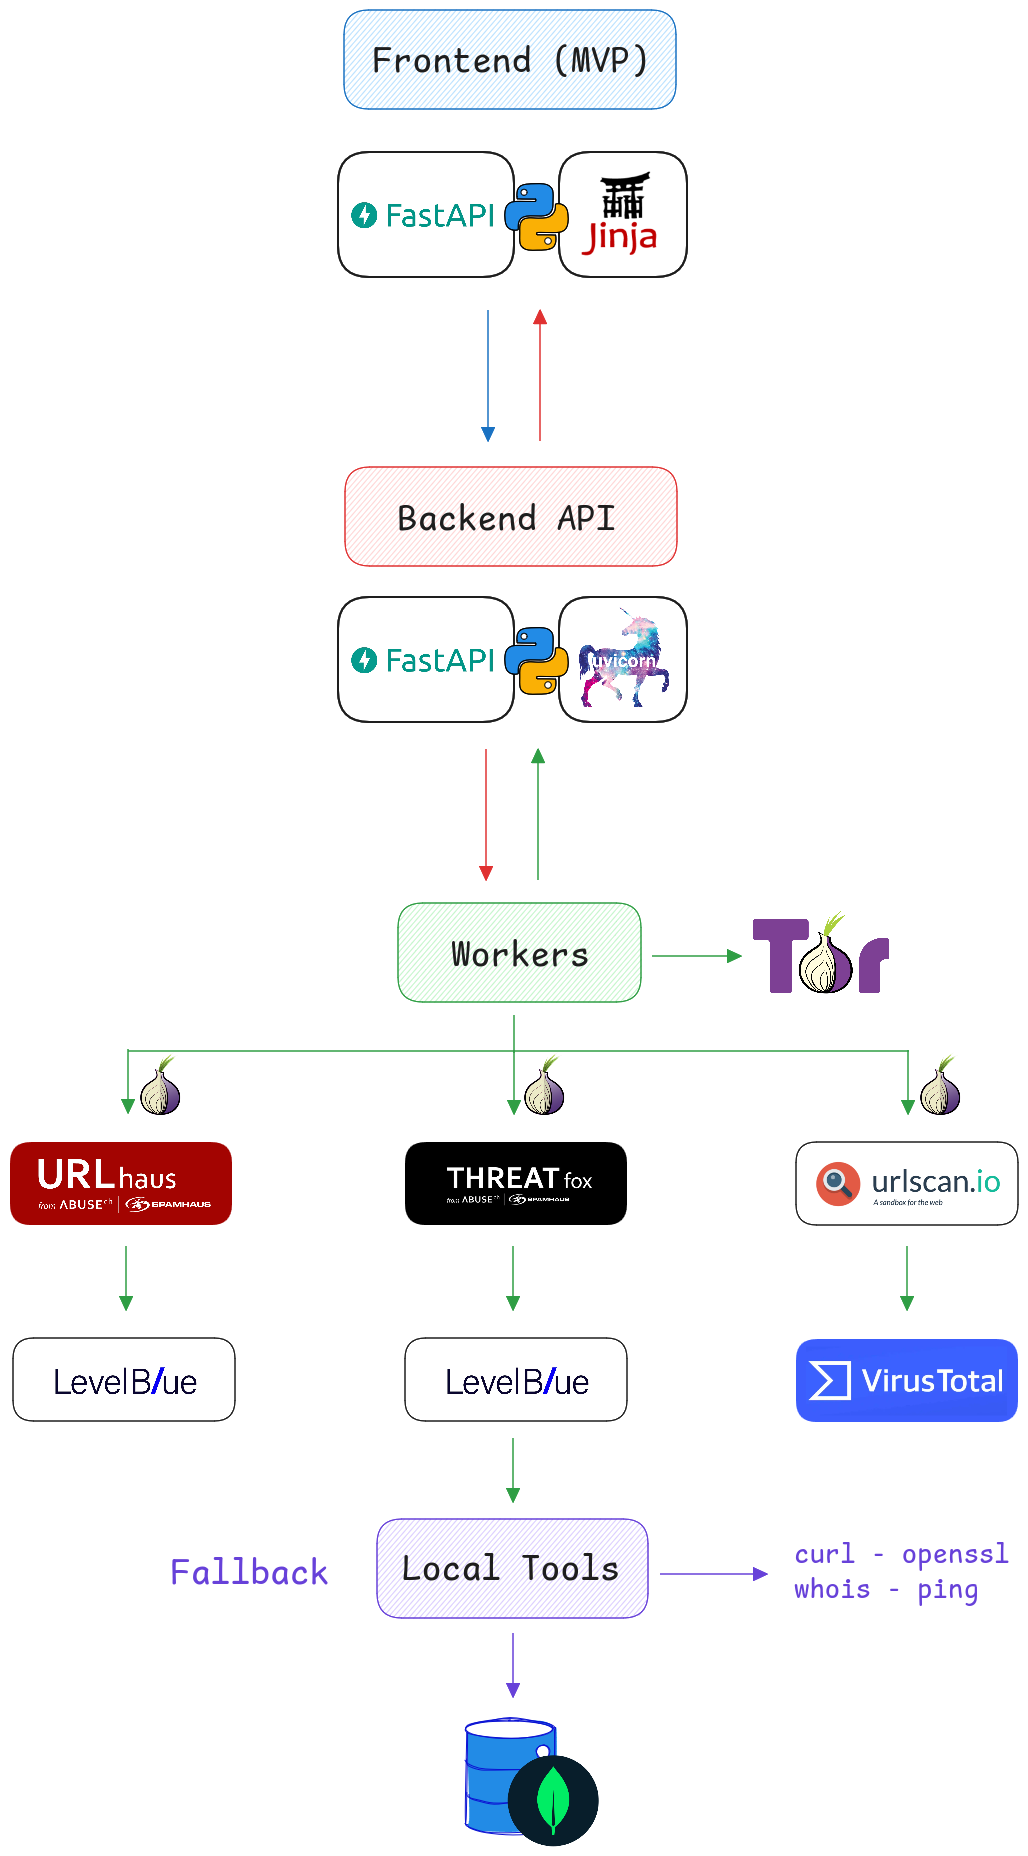 Frontend (MVP)
FastAPI
Jinja
Backend API
FastAPI
uvicorn
Workers
Tor
URLhaus
from ABUSE ch | SPAMHAUS
THREAT fox
from ABUSE ch | SPAMHAUS
urlscan.io
A sandbox for the web
LevelBlue
LevelBlue
VirusTotal
Fallback
Local Tools
curl - openssl
whois - ping